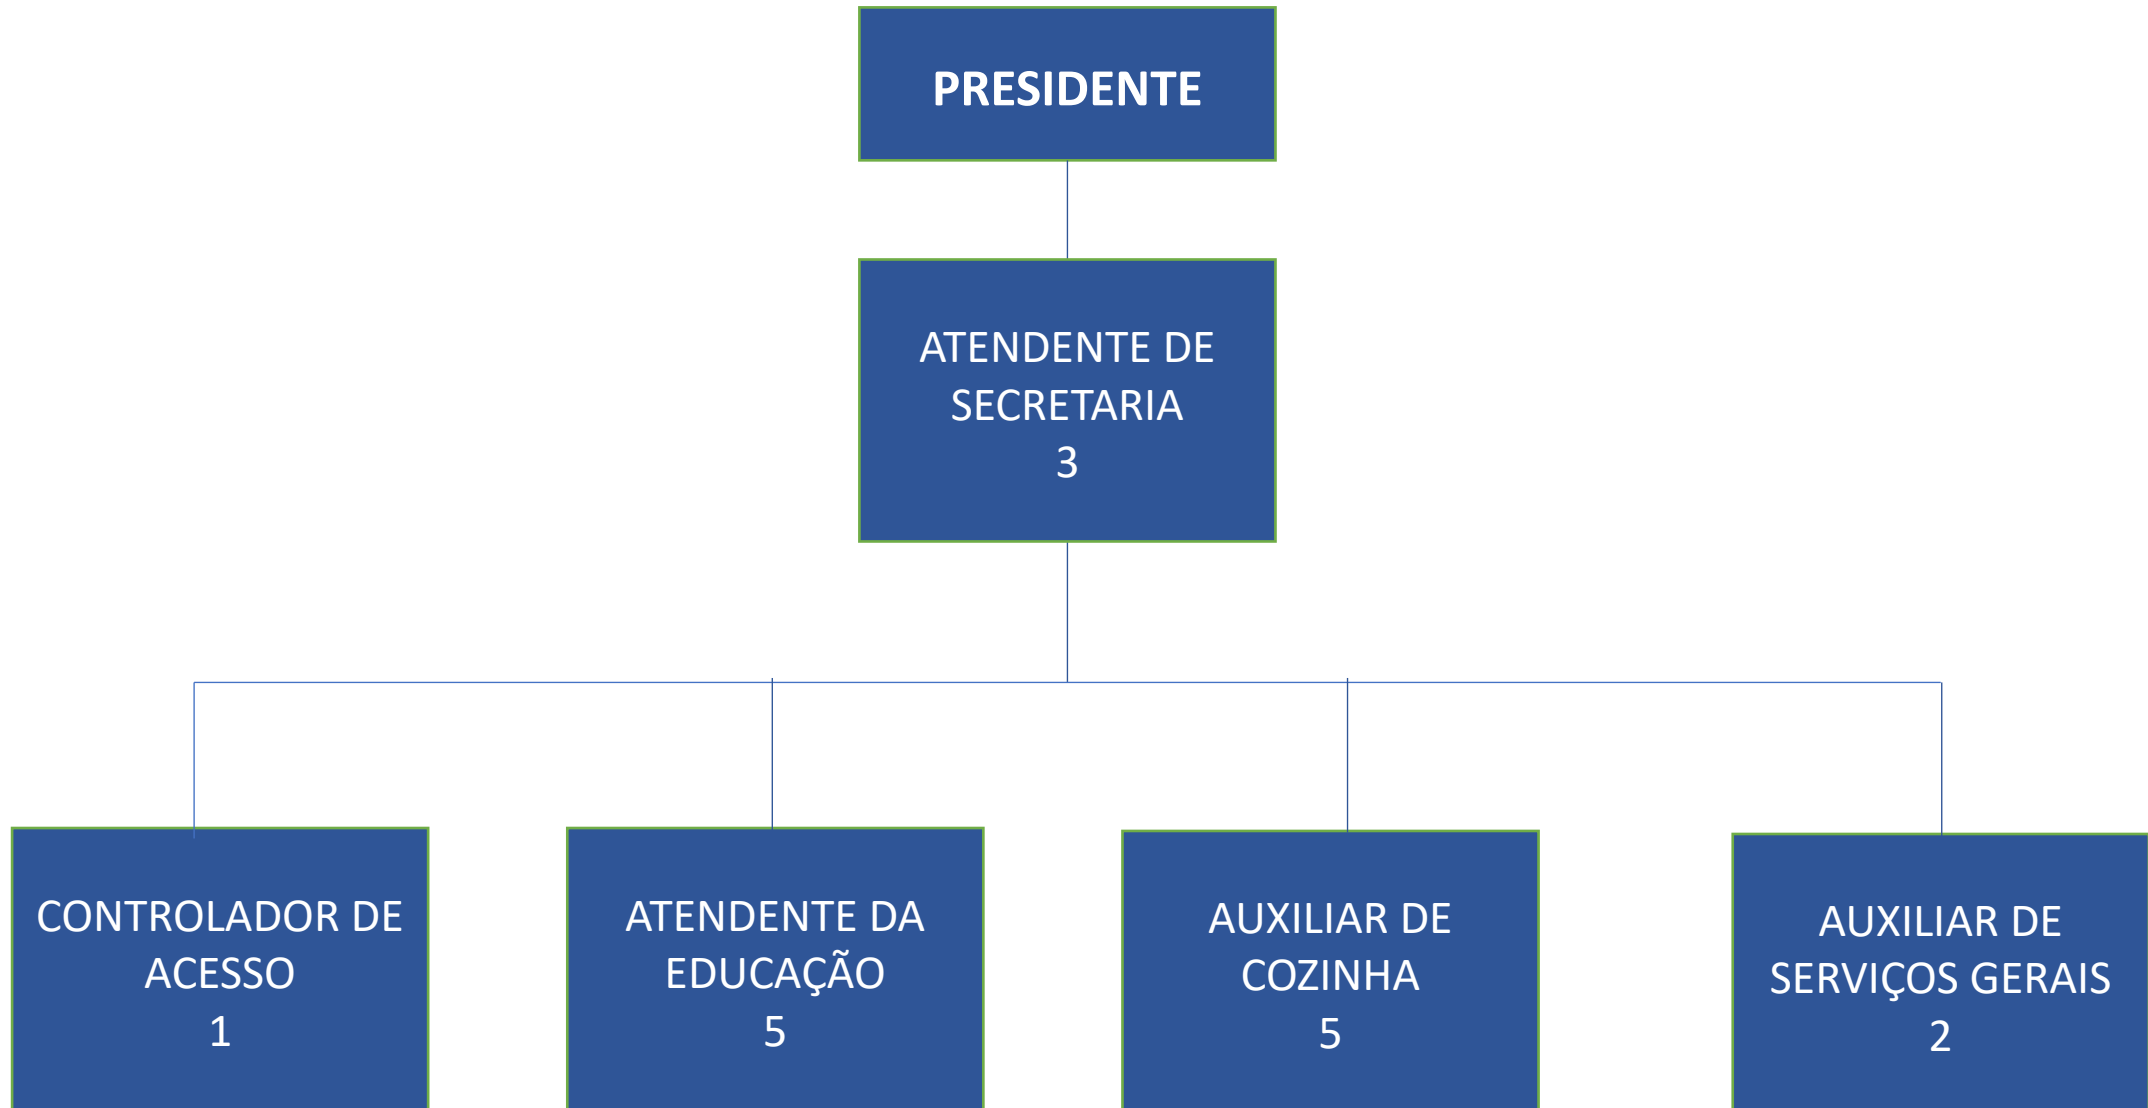 PRESIDENTE
ATENDENTE DE
SECRETARIA
3
CONTROLADOR DE
ACESSO
1
ATENDENTE DA
EDUCAÇÃO
5
AUXILIAR DE
COZINHA
5
AUXILIAR DE
SERVIÇOS GERAIS
2